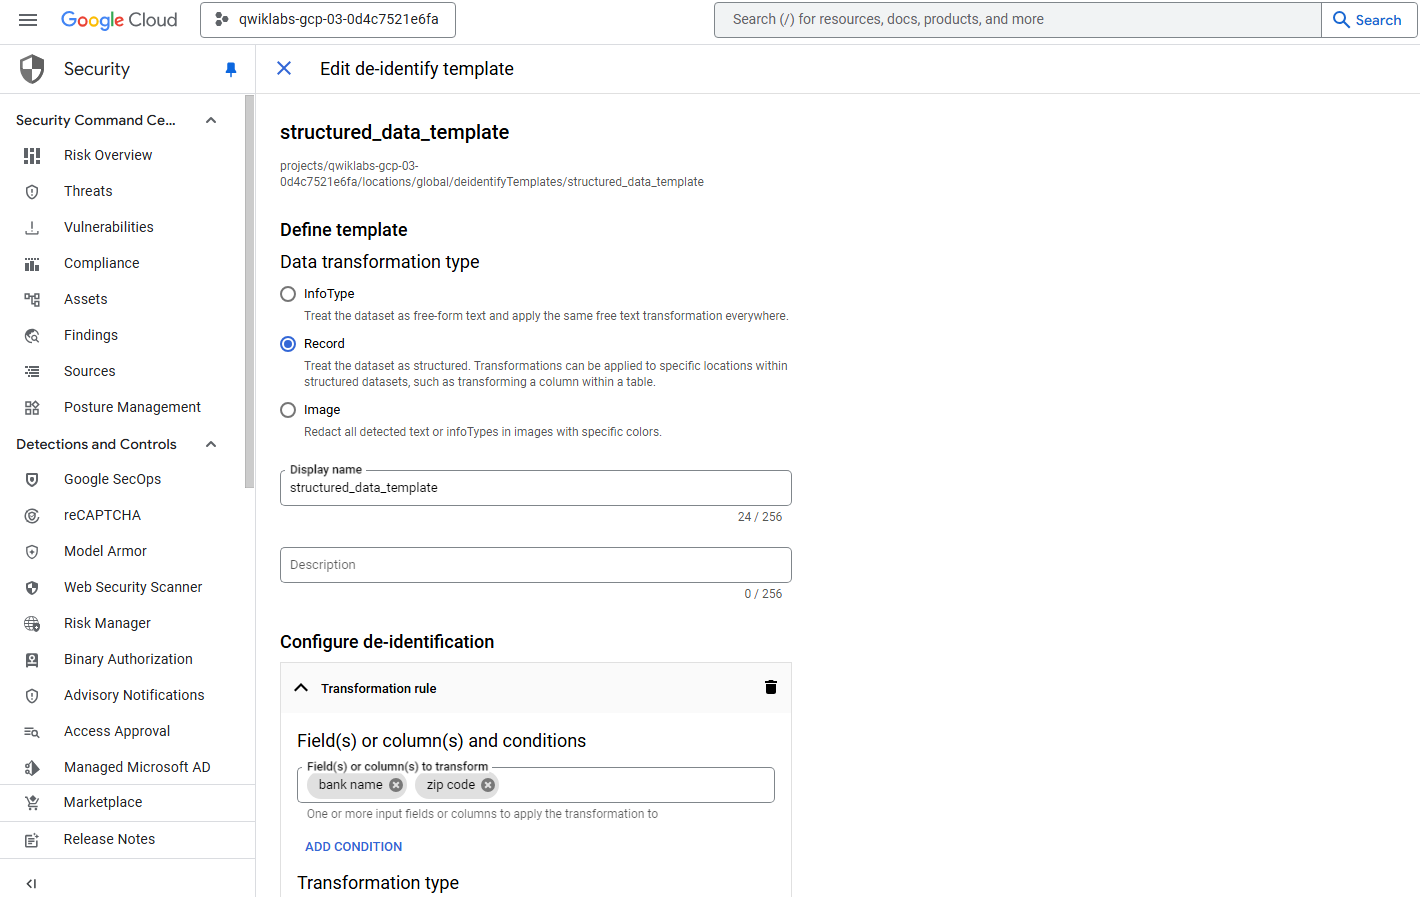 Google Cloud
qwiklabs-gcp-03-0d4c7521e6fa
Search (/) for resources, docs, products, and more
Search
Security
Edit de-identify template
Security Command Ce...
Risk Overview
Threats
Vulnerabilities
Compliance
Assets
Findings
Sources
Posture Management
Detections and Controls
Google SecOps
reCAPTCHA
Model Armor
Web Security Scanner
Risk Manager
Binary Authorization
Advisory Notifications
Access Approval
Managed Microsoft AD
Marketplace
Release Notes
structured_data_template
projects/qwiklabs-gcp-03-
0d4c7521e6fa/locations/global/deidentifyTemplates/structured_data_template
Define template
Data transformation type
InfoType
Treat the dataset as free-form text and apply the same free text transformation everywhere.
Record
Treat the dataset as structured. Transformations can be applied to specific locations within
structured datasets, such as transforming a column within a table.
Image
Redact all detected text or infoTypes in images with specific colors.
Display name
structured_data_template
24 / 256
Description
0 / 256
Configure de-identification
Transformation rule
Field(s) or column(s) and conditions
Field(s) or column(s) to transform
bank name
zip code
One or more input fields or columns to apply the transformation to
ADD CONDITION
Transformation type